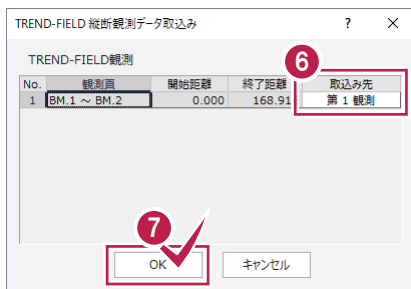 TREND-FIELD 縦断観測データ取込み ? ×
TREND-FIELD観測
6
No. 観測頁 開始距離 終了距離 取込み先
1 BM.1 ～ BM.2 0.000 168.91 第 1 観測
7
OK キャンセル